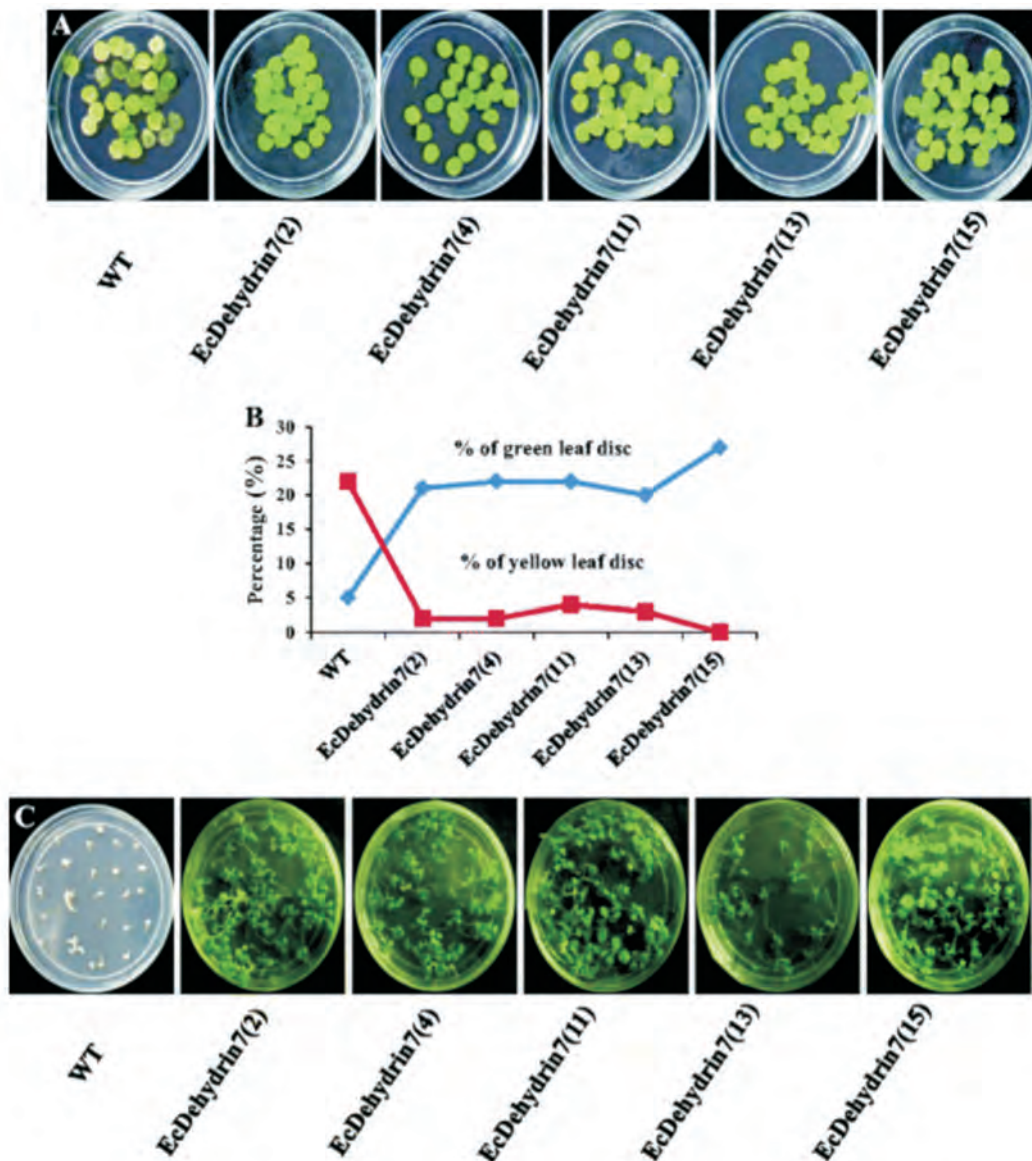 A
WT
EcDehydrin7(2)
EcDehydrin7(4)
EcDehydrin7(11)
EcDehydrin7(13)
EcDehydrin7(15)
B
30
25
20
15
10
5
0
Percentage (%)
% of green leaf disc
% of yellow leaf disc
WT
EcDehydrin7(2)
EcDehydrin7(4)
EcDehydrin7(11)
EcDehydrin7(13)
EcDehydrin7(15)
C
WT
EcDehydrin7(2)
EcDehydrin7(4)
EcDehydrin7(11)
EcDehydrin7(13)
EcDehydrin7(15)